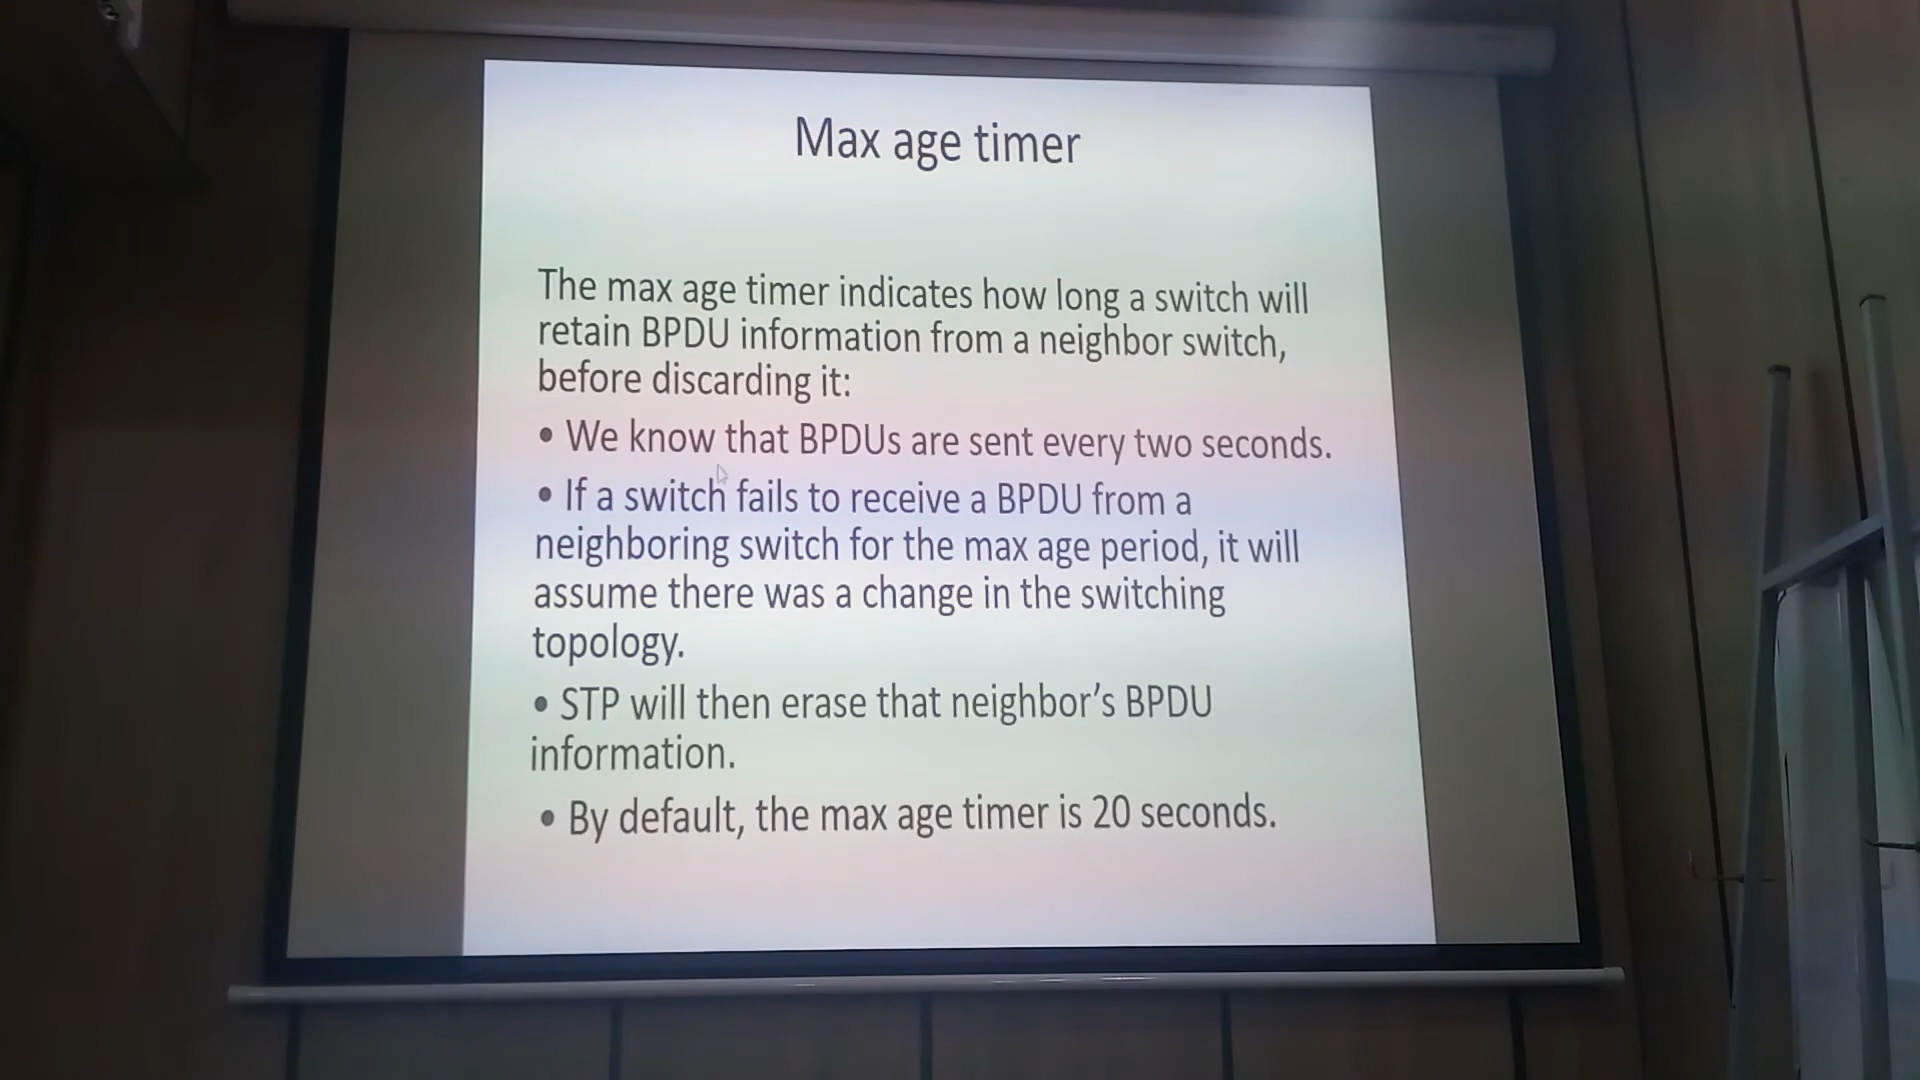 Max age timer
The max age timer indicates how long a switch will
retain BPDU information from a neighbor switch,
before discarding it:
• We know that BPDUs are sent every two seconds.
• If a switch fails to receive a BPDU from a
neighboring switch for the max age period, it will
assume there was a change in the switching
topology.
• STP will then erase that neighbor’s BPDU
information.
• By default, the max age timer is 20 seconds.